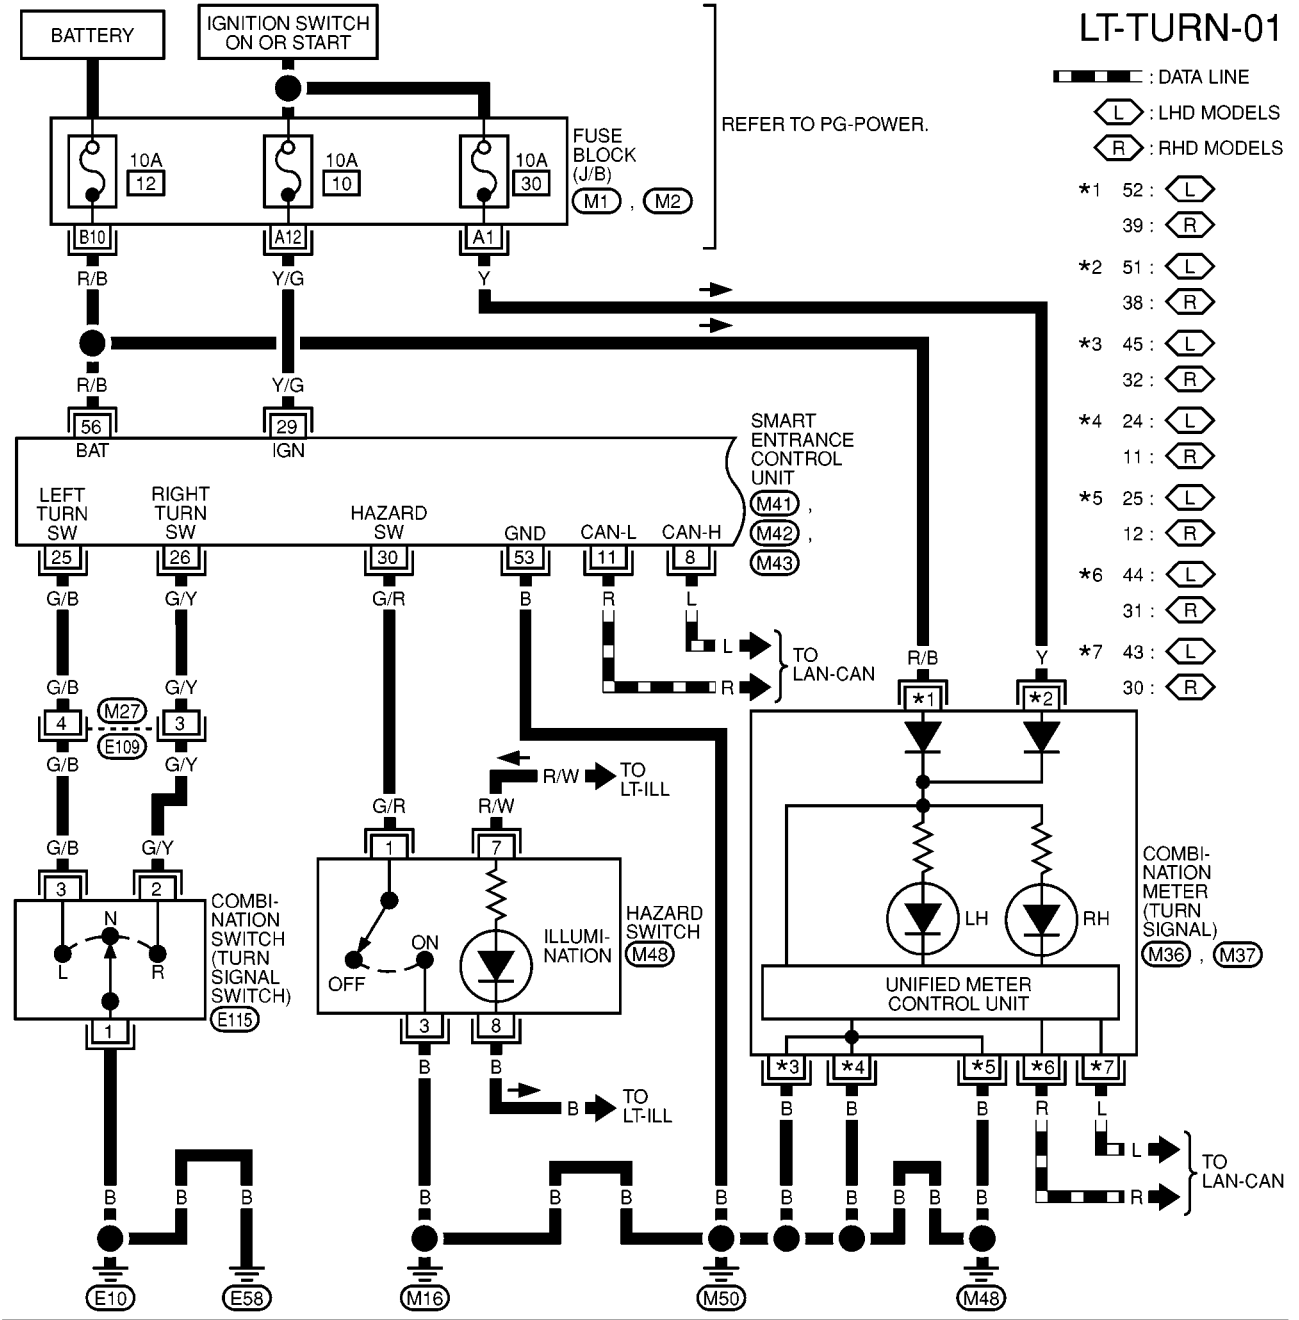 LT-TURN-01
BATTERY
IGNITION SWITCH
ON OR START
: DATA LINE
L : LHD MODELS
R : RHD MODELS
REFER TO PG-POWER.
10A
12
10A
10
10A
30
FUSE
BLOCK
(J/B)
M1 , M2
B10
A12
A1
R/B
Y/G
Y
*1 52 : L
39 : R
*2 51 : L
38 : R
*3 45 : L
32 : R
*4 24 : L
11 : R
*5 25 : L
12 : R
*6 44 : L
31 : R
*7 43 : L
30 : R
R/B
Y/G
56
29
BAT
IGN
SMART
ENTRANCE
CONTROL
UNIT
M41 ,
M42 ,
M43
LEFT
TURN
SW
RIGHT
TURN
SW
HAZARD
SW
GND
CAN-L
CAN-H
25
26
30
53
11
8
G/B
G/Y
G/R
B
R
L
L
R
TO
LAN-CAN
R/B
Y
*1
*2
G/B
G/Y
4
M27
E109
3
G/B
G/Y
R/W
TO
LT-ILL
G/R
R/W
1
7
G/B
G/Y
3
2
N
L
R
1
COMBI-
NATION
SWITCH
(TURN
SIGNAL
SWITCH)
E115
OFF
ON
ILLUMI-
NATION
HAZARD
SWITCH
M48
3
8
LH
RH
UNIFIED METER
CONTROL UNIT
COMBI-
NATION
METER
(TURN
SIGNAL)
M36 , M37
*3
*4
*5
*6
*7
B
B
B
TO
LT-ILL
B
B
B
R
L
L
R
TO
LAN-CAN
B
B
B
B
B
B
B
B
B
B
B
B
E10
E58
M16
M50
M48